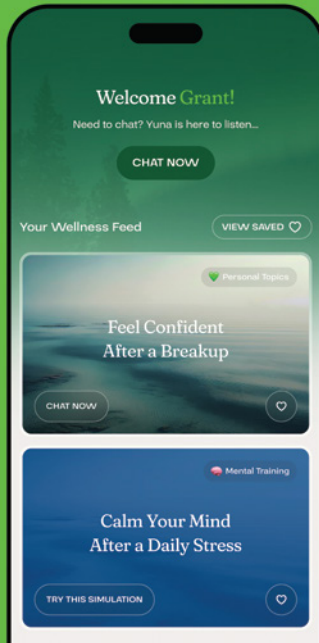 Welcome Grant!
Need to chat? Yuna is here to listen...
CHAT NOW
Your Wellness Feed
VIEW SAVED
Personal Topics
Feel Confident
After a Breakup
CHAT NOW
Mental Training
Calm Your Mind
After a Daily Stress
TRY THIS SIMULATION